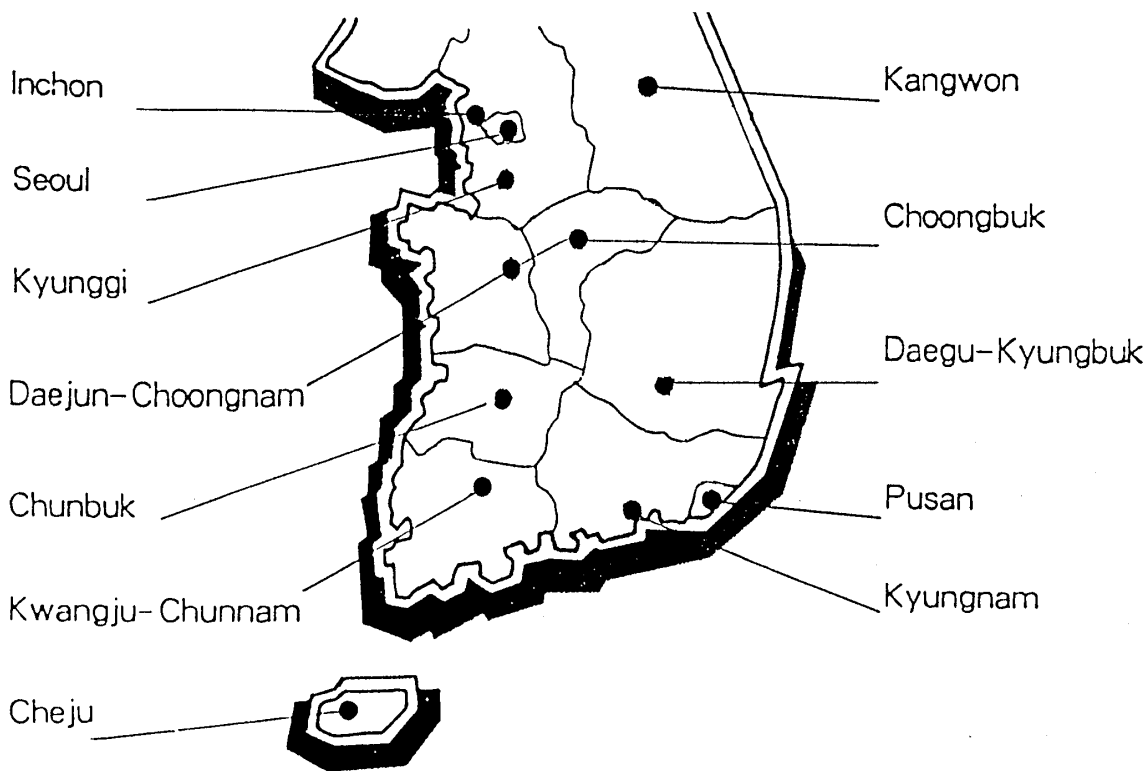 Inchon
Seoul
Kyunggi
Daejun-Choongnam
Chunbuk
Kwangju-Chunnam
Cheju
Kangwon
Choongbuk
Daegu-Kyungbuk
Pusan
Kyungnam